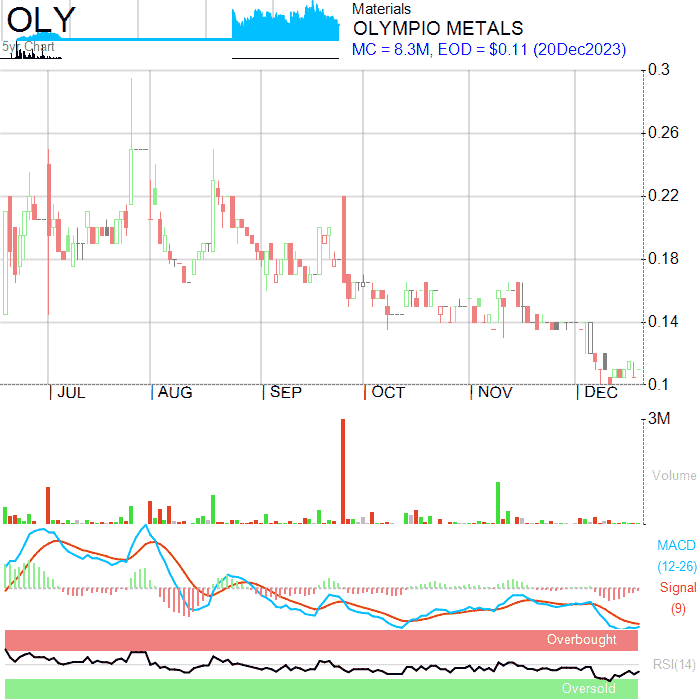 OLY
Materials
OLYMPIO METALS
5yr Chart
MC = 8.3M, EOD = $0.11 (20Dec2023)
0.3
0.26
0.22
0.18
0.14
0.1
JUL AUG SEP OCT NOV DEC
3M
Volume
MACD
(12-26)
Signal
(9)
Overbought
RSI(14)
Oversold